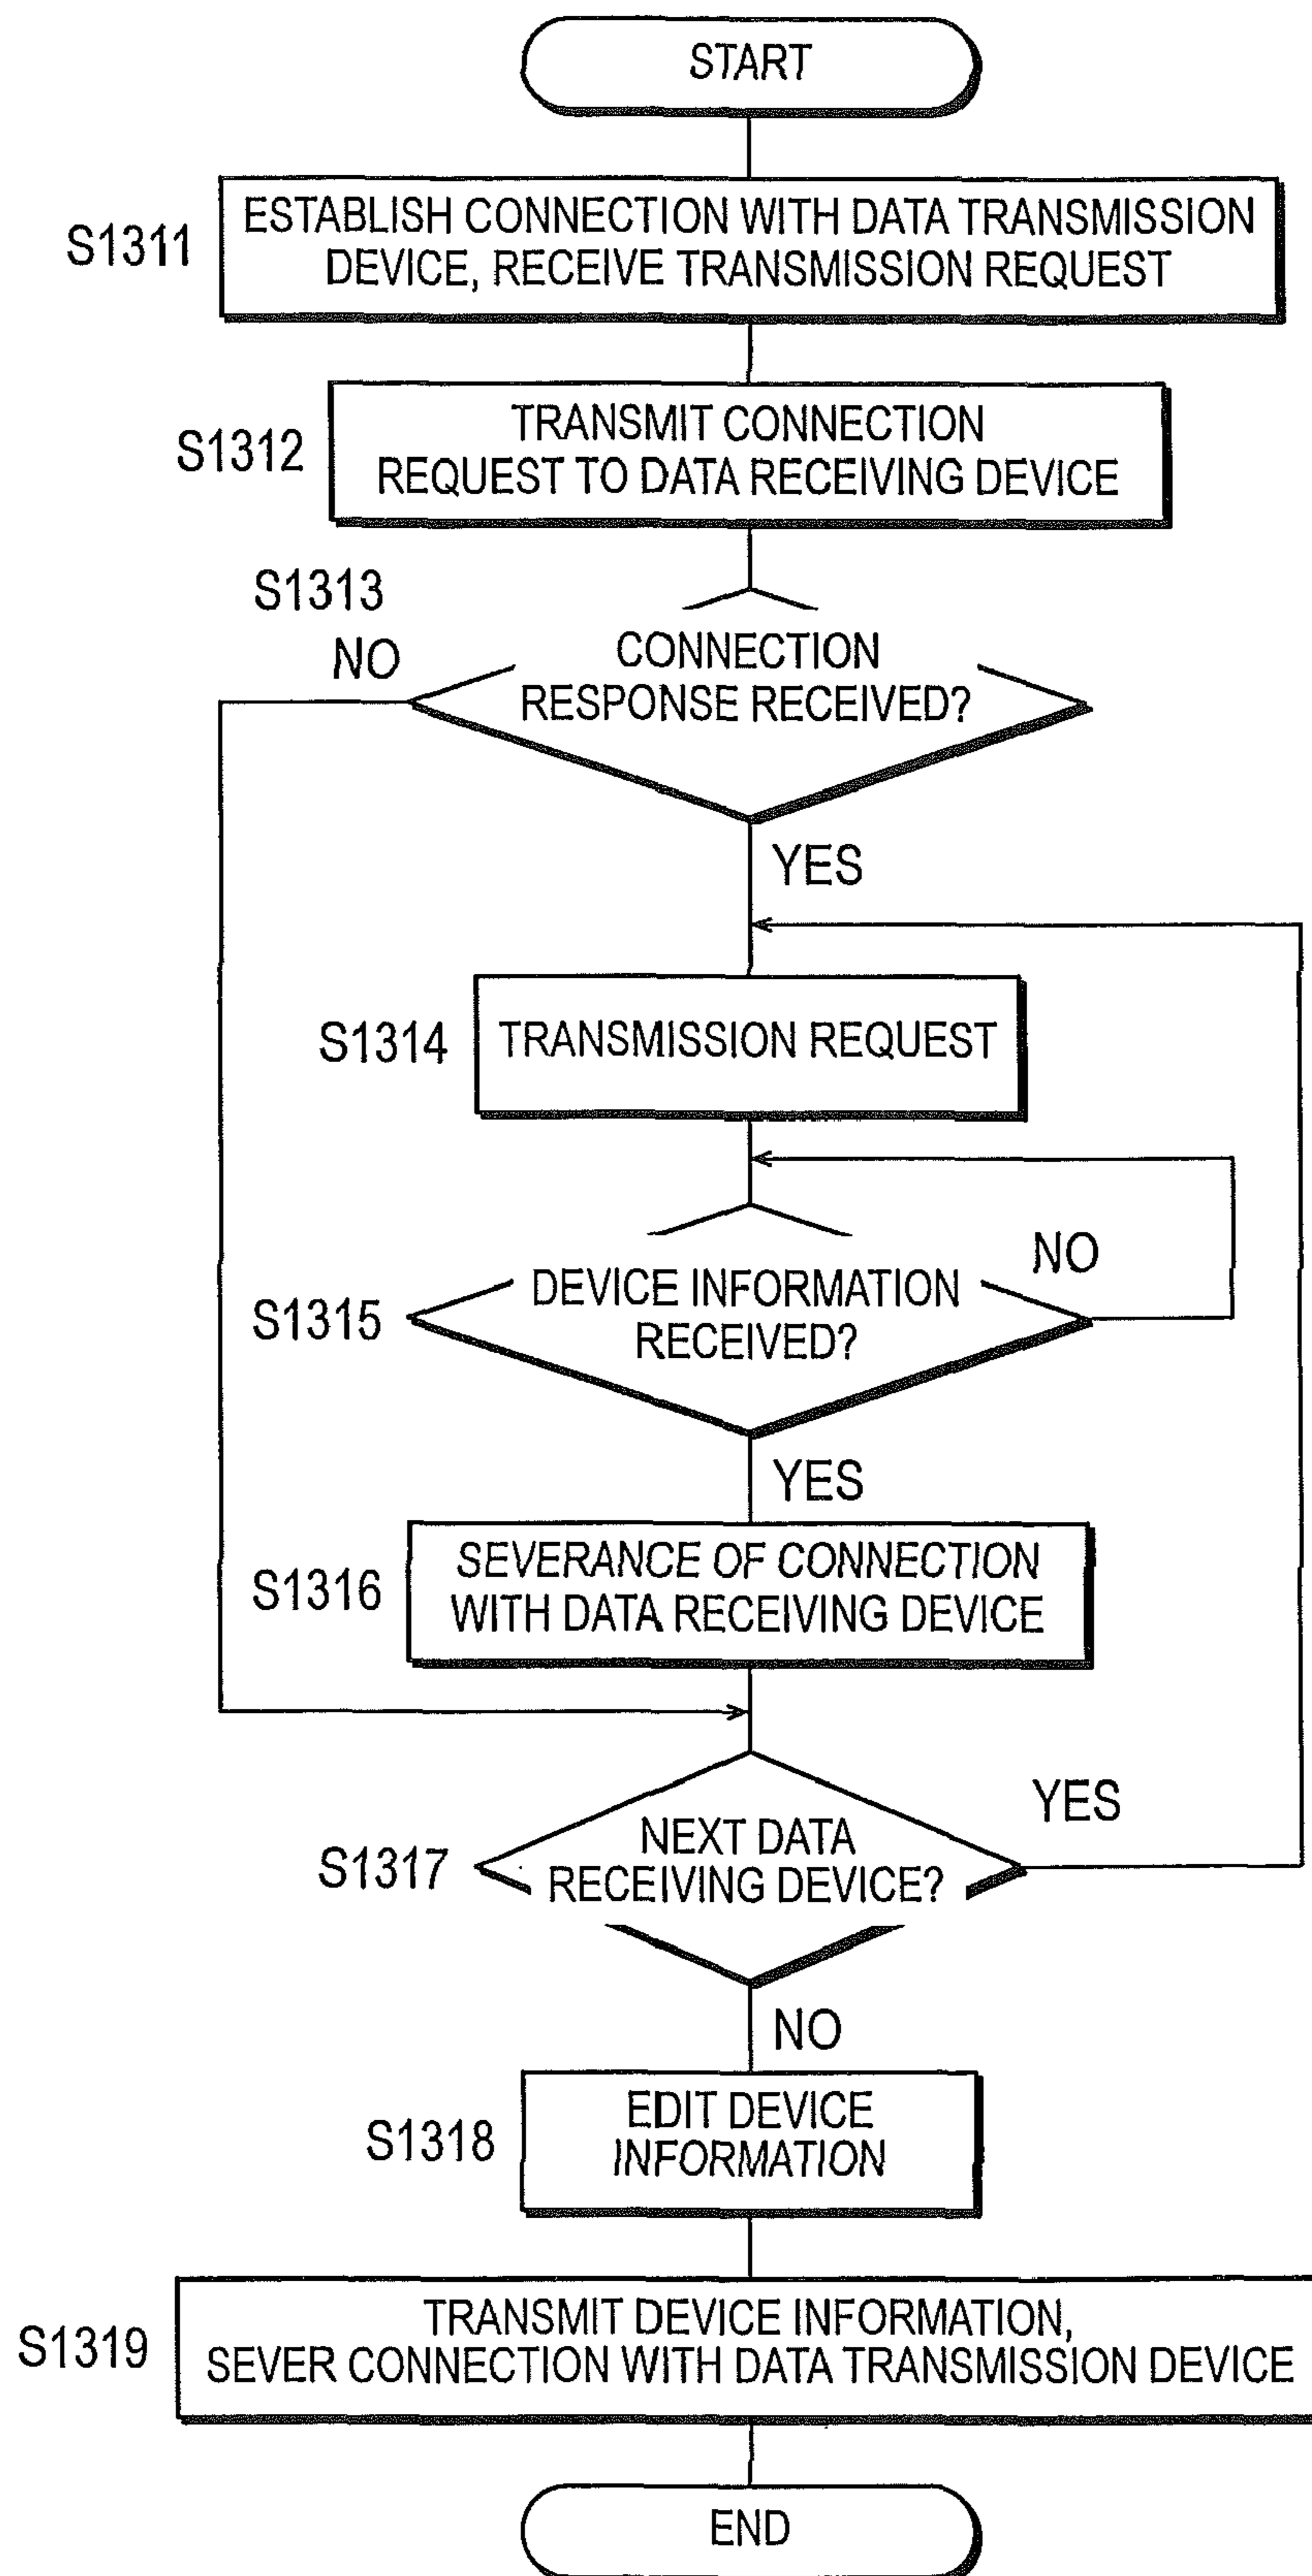 START
S1311
ESTABLISH CONNECTION WITH DATA TRANSMISSION
DEVICE, RECEIVE TRANSMISSION REQUEST
S1312
TRANSMIT CONNECTION
REQUEST TO DATA RECEIVING DEVICE
S1313
NO
CONNECTION
RESPONSE RECEIVED?
YES
S1314
TRANSMISSION REQUEST
S1315
DEVICE INFORMATION
RECEIVED?
NO
YES
S1316
SEVERANCE OF CONNECTION
WITH DATA RECEIVING DEVICE
S1317
NEXT DATA
RECEIVING DEVICE?
YES
NO
S1318
EDIT DEVICE
INFORMATION
S1319
TRANSMIT DEVICE INFORMATION,
SEVER CONNECTION WITH DATA TRANSMISSION DEVICE
END